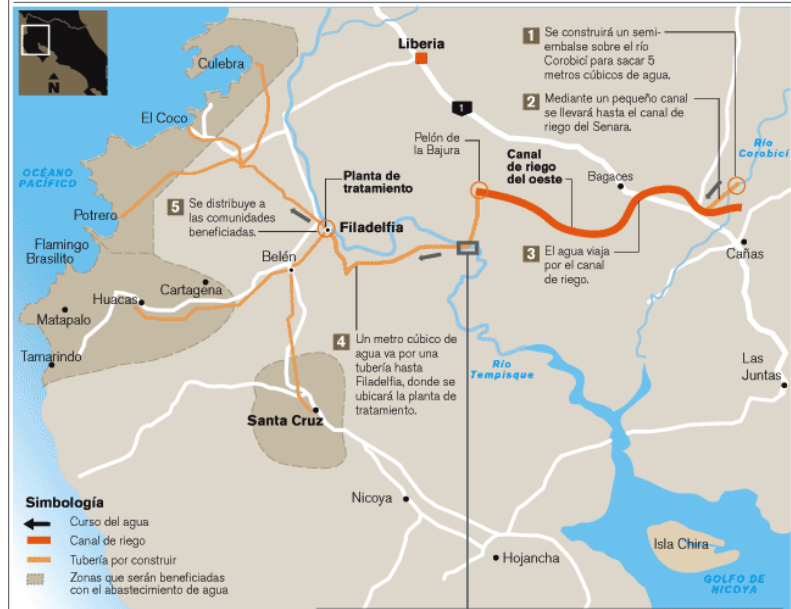 N
Culebra
El Coco
OCÉANO
PACÍFICO
Potrero
Flamingo
Brasilito
Huacas
Cartagena
Matapalo
Tamarindo
Liberia
1
Pelón de
la Bajura
Canal
de riego
del oeste
Bagaces
Río
Corobicí
Cañas
Las
Juntas
Planta de
tratamiento
Filadelfia
Belén
Santa Cruz
Nicoya
Hojancha
Río
Tempisque
Isla Chira
GOLFO DE
NICOYA
1 Se construirá un semi-
embalse sobre el río
Corobicí para sacar 5
metros cúbicos de agua.
2 Mediante un pequeño canal
se llevará hasta el canal de
riego del Senara.
3 El agua viaja
por el canal
de riego.
4 Un metro cúbico de
agua va por una
tubería hasta
Filadelfia, donde se
ubicará la planta de
tratamiento.
5 Se distribuye a
las comunidades
beneficiadas.
Simbología
Curso del agua
Canal de riego
Tubería por construir
Zonas que serán beneficiadas
con el abastecimiento de agua